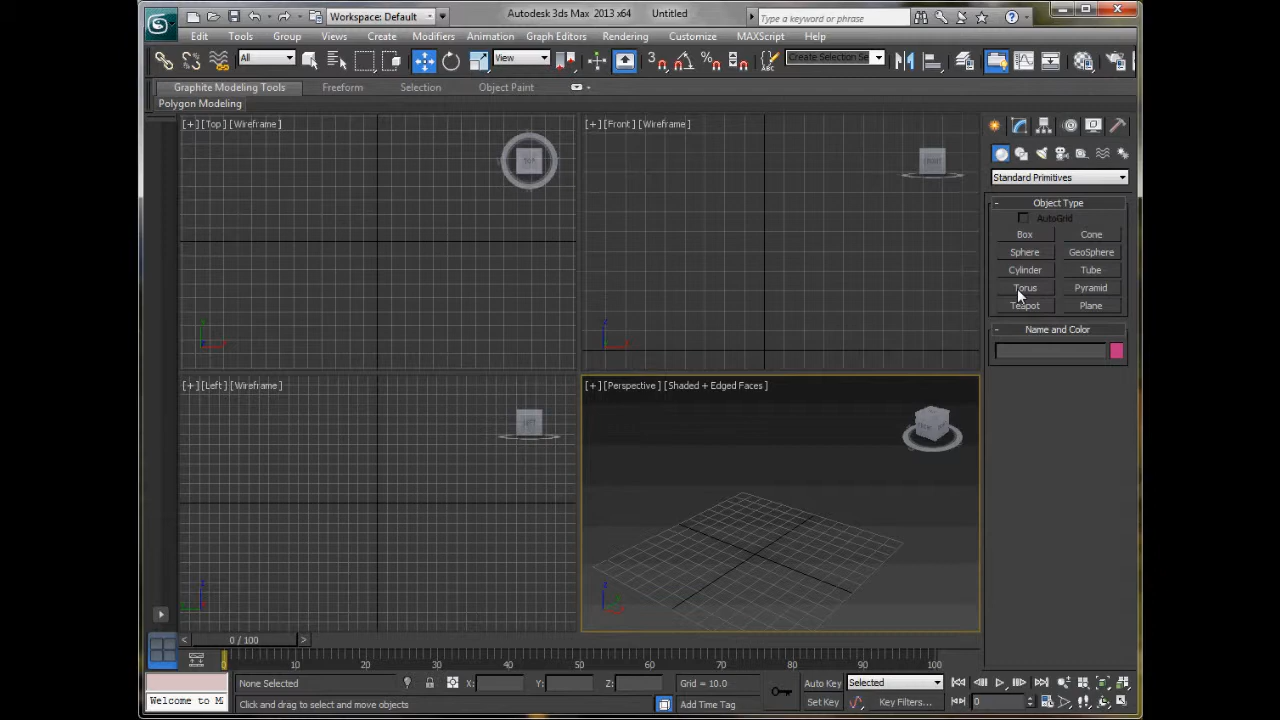 Workspace: Default
Autodesk 3ds Max 2013 x64
Untitled
Type a keyword or phrase
Edit
Tools
Group
Views
Create
Modifiers
Animation
Graph Editors
Rendering
Customize
MAXScript
Help
All
View
3
Create Selection Se
Graphite Modeling Tools
Freeform
Selection
Object Paint
Polygon Modeling
[+] [Top] [Wireframe]
TOP
[+] [Front] [Wireframe]
FRONT
Standard Primitives
- Object Type
AutoGrid
Box
Cone
Sphere
GeoSphere
Cylinder
Tube
Torus
Pyramid
Teapot
Plane
- Name and Color
[+] [Left] [Wireframe]
LEFT
[+] [Perspective] [Shaded + Edged Faces]
0 / 100
0 10 20 30 40 50 60 70 80 90 100
None Selected
X:
Y:
Z:
Grid = 10.0
Auto Key
Selected
Welcome to M
Click and drag to select and move objects
Add Time Tag
Set Key
Key Filters...
0